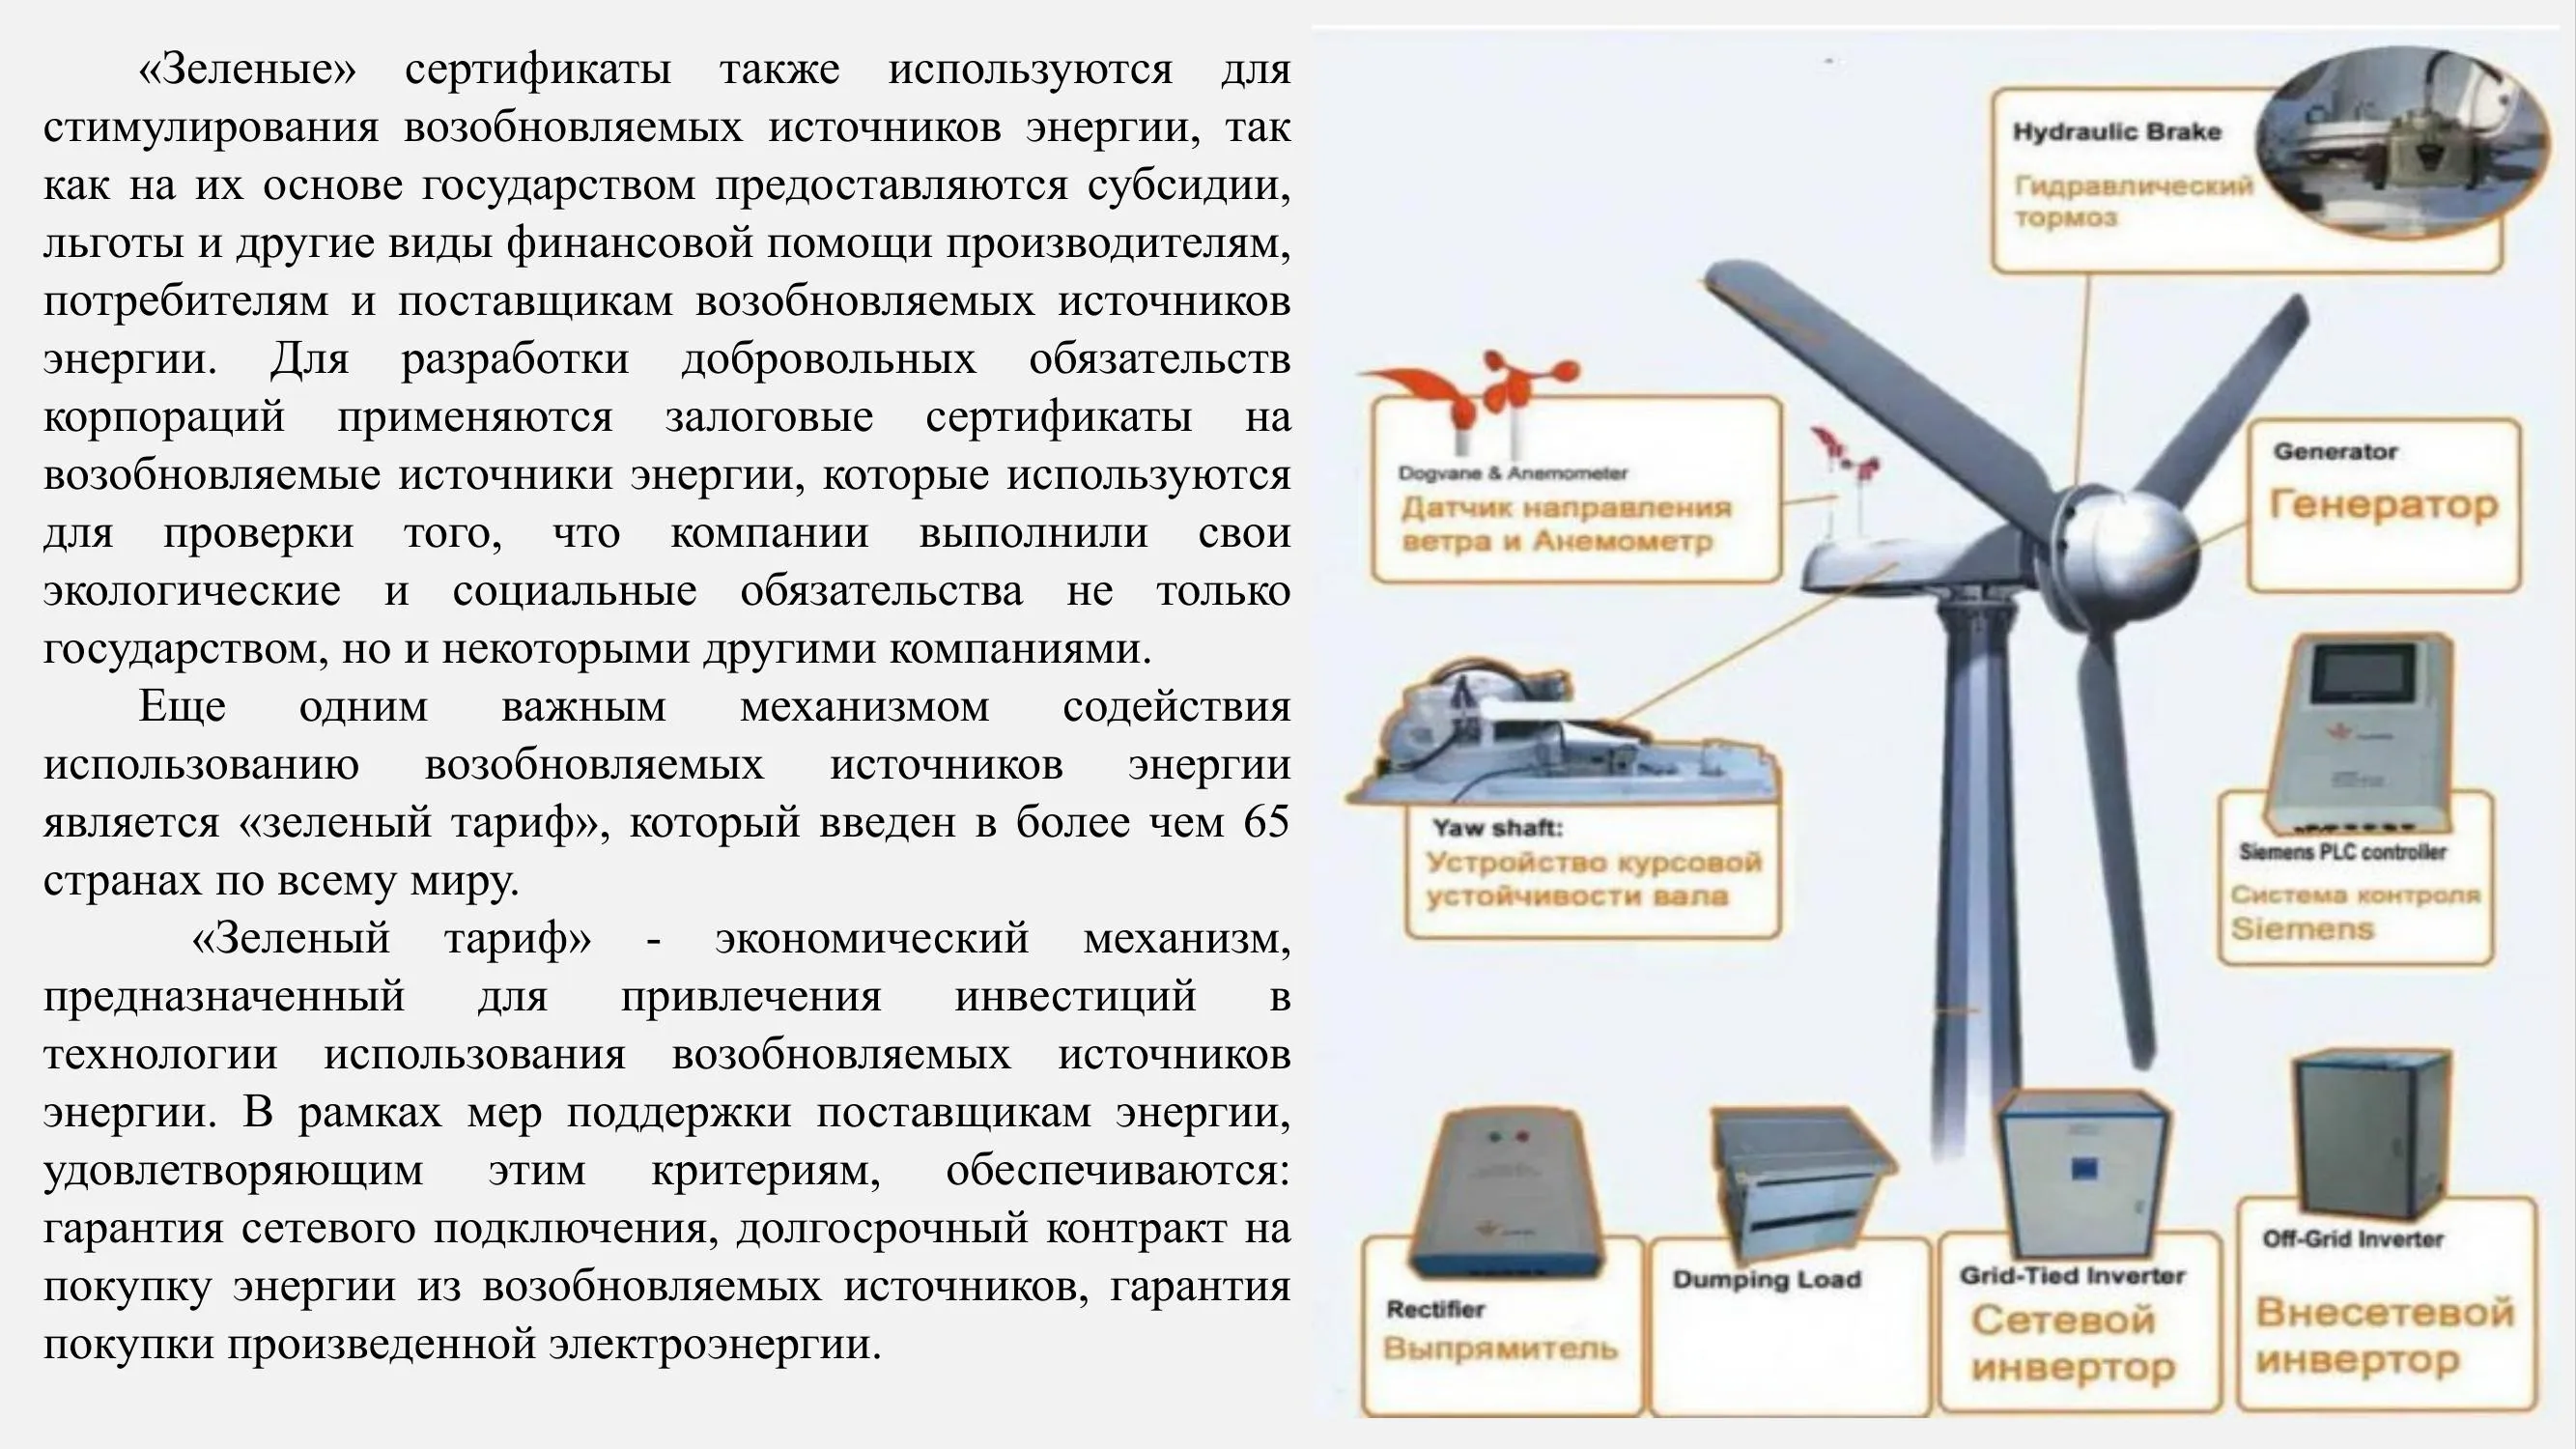 «Зеленые» сертификаты также используются для
стимулирования возобновляемых источников энергии, так
как на их основе государством предоставляются субсидии,
льготы и другие виды финансовой помощи производителям,
потребителям и поставщикам возобновляемых источников
энергии. Для разработки добровольных обязательств
корпораций применяются залоговые сертификаты на
возобновляемые источники энергии, которые используются
для проверки того, что компании выполнили свои
экологические и социальные обязательства не только
государством, но и некоторыми другими компаниями.
Еще одним важным механизмом содействия
использованию возобновляемых источников энергии
является «зеленый тариф», который введен в более чем 65
странах по всему миру.
«Зеленый тариф» - экономический механизм,
предназначенный для привлечения инвестиций в
технологии использования возобновляемых источников
энергии. В рамках мер поддержки поставщикам энергии,
удовлетворяющим этим критериям, обеспечиваются:
гарантия сетевого подключения, долгосрочный контракт на
покупку энергии из возобновляемых источников, гарантия
покупки произведенной электроэнергии.
Hydraulic Brake
Гидравлический
тормоз
Dogvane & Anemometer
Датчик направления
ветра и Анемометр
Generator
Генератор
Yaw shaft:
Устройство курсовой
устойчивости вала
Siemens PLC controller
Система контроля
Siemens
Rectifier
Выпрямитель
Dumping Load
Grid-Tied Inverter
Сетевой
инвертор
Off-Grid Inverter
Внесетевой
инвертор